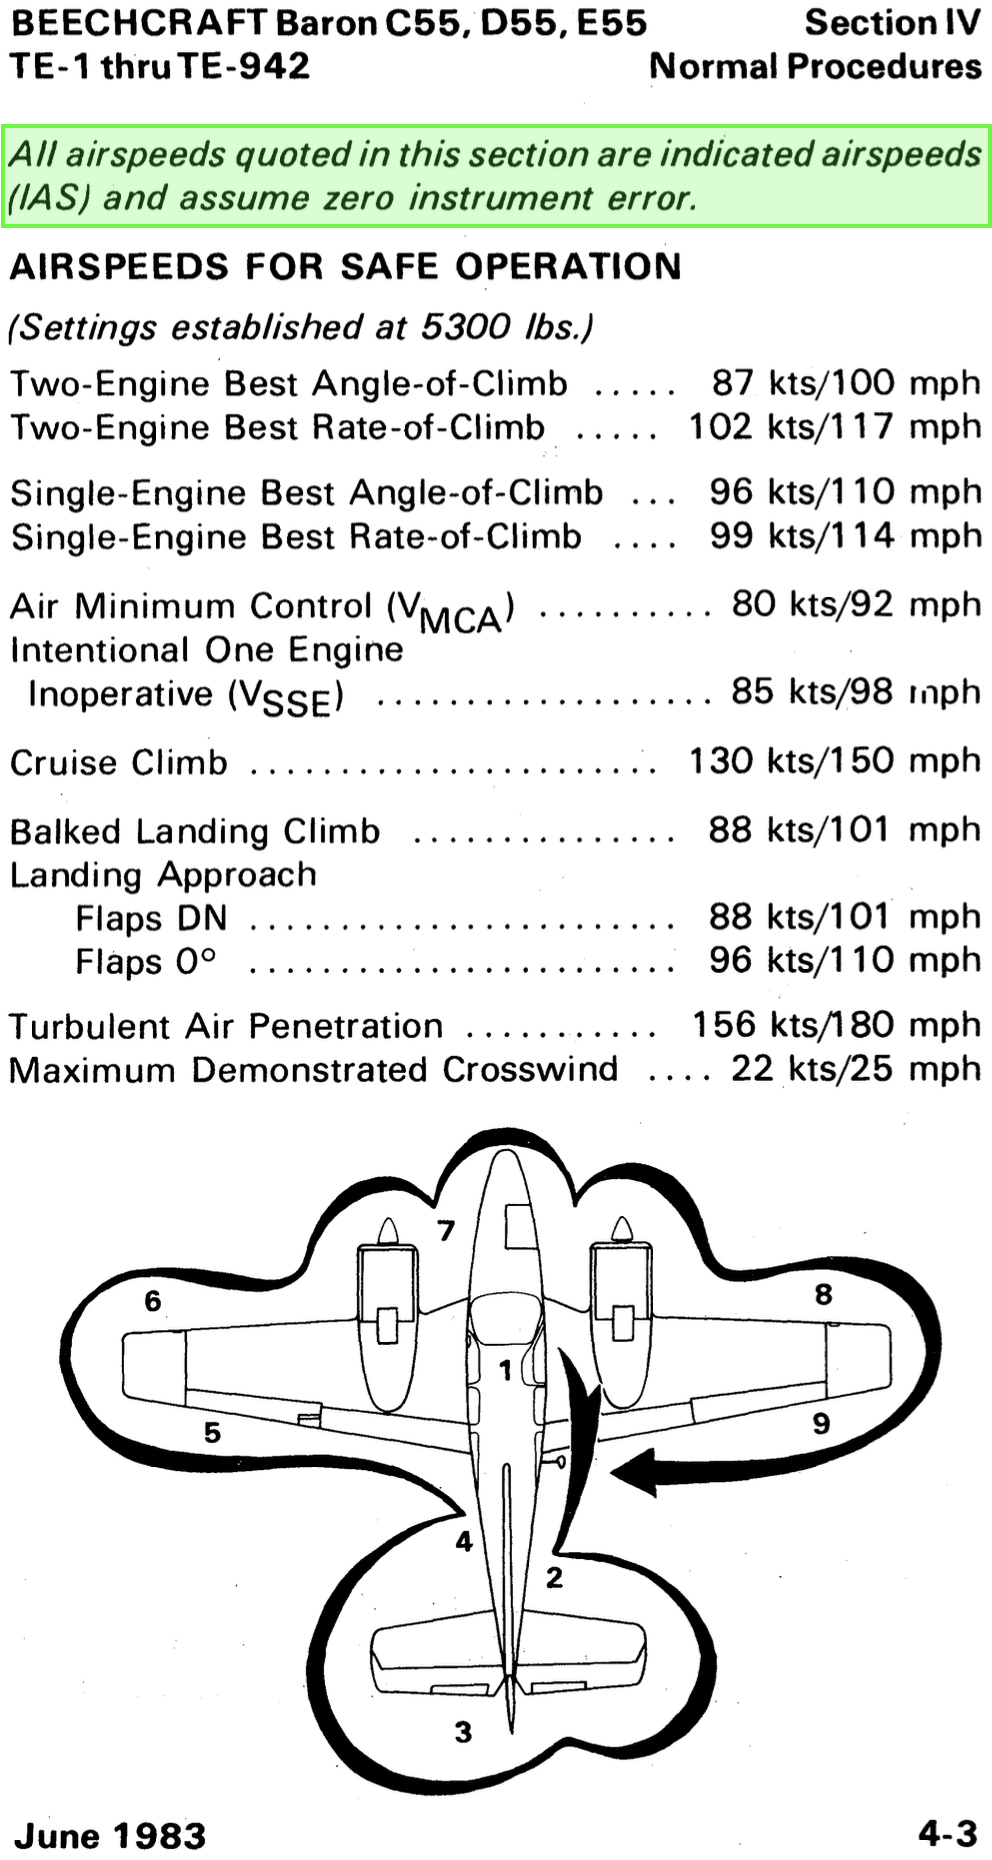 BEECHCRAFT Baron C55, D55, E55 Section IV
TE-1 thru TE-942 Normal Procedures
All airspeeds quoted in this section are indicated airspeeds
(IAS) and assume zero instrument error.
AIRSPEEDS FOR SAFE OPERATION
(Settings established at 5300 lbs.)
Two-Engine Best Angle-of-Climb ..... 87 kts/100 mph
Two-Engine Best Rate-of-Climb ..... 102 kts/117 mph
Single-Engine Best Angle-of-Climb ... 96 kts/110 mph
Single-Engine Best Rate-of-Climb .... 99 kts/114 mph
Air Minimum Control (VMCA) .......... 80 kts/92 mph
Intentional One Engine
Inoperative (VSSE) ................... 85 kts/98 mph
Cruise Climb ....................... 130 kts/150 mph
Balked Landing Climb ............... 88 kts/101 mph
Landing Approach
Flaps DN ........................ 88 kts/101 mph
Flaps 0° ........................ 96 kts/110 mph
Turbulent Air Penetration ........... 156 kts/180 mph
Maximum Demonstrated Crosswind .... 22 kts/25 mph
7
6
8
1
5
9
4
2
3
June 1983 4-3